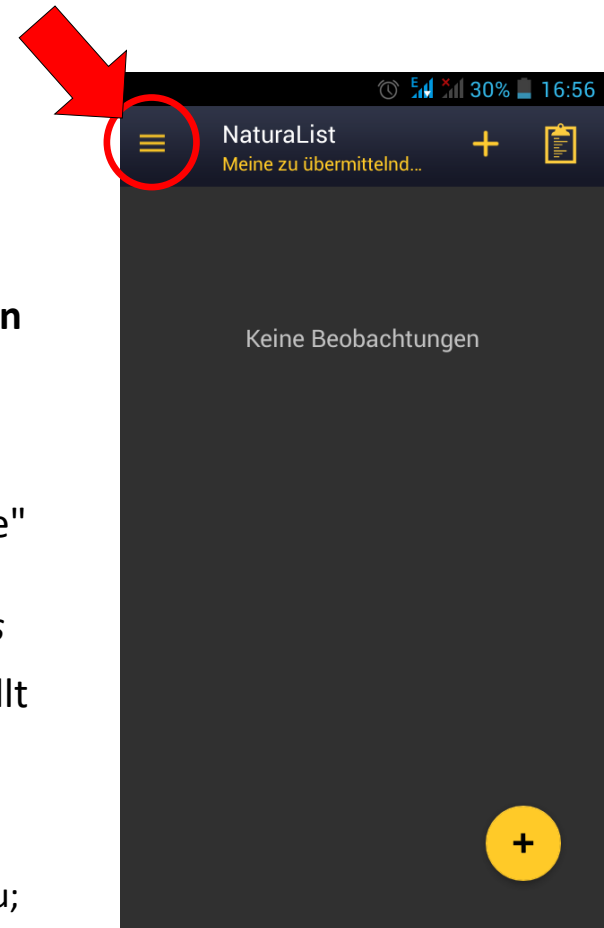 30% 16:56
NaturaList
Meine zu übermittelnd...
n
Keine Beobachtungen
e"
s
llt
u;